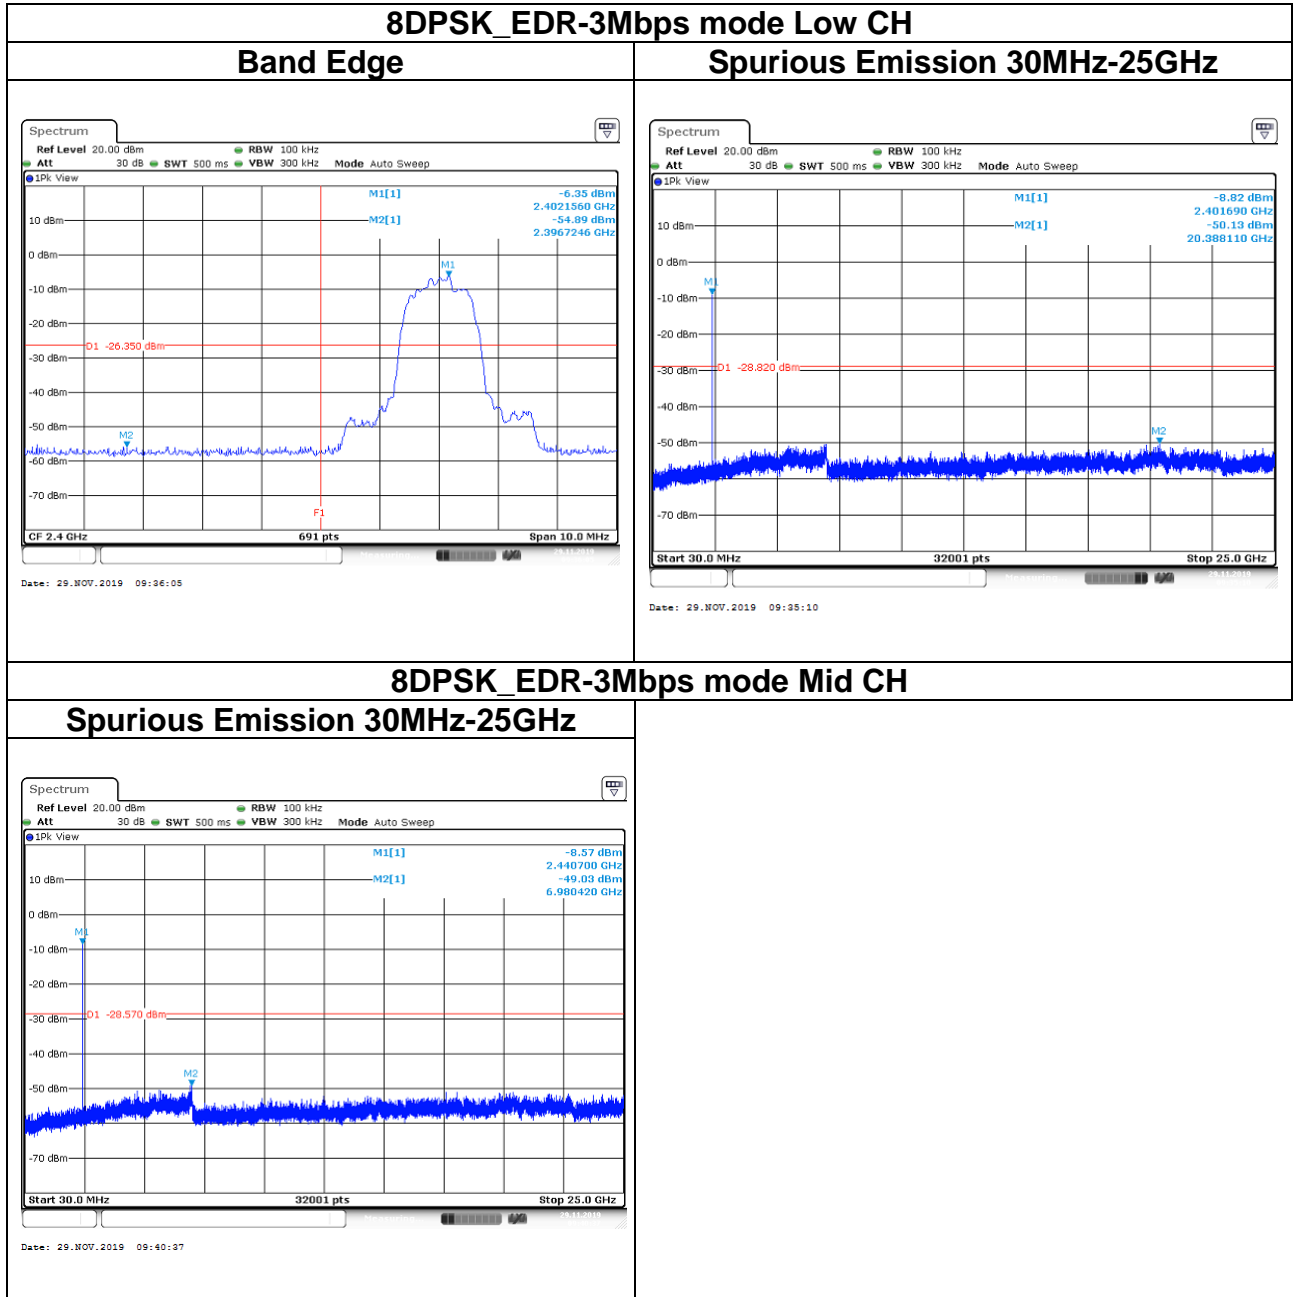 8DPSK_EDR-3Mbps mode Low CH
Band Edge
Spurious Emission 30MHz-25GHz
Spectrum
Ref Level 20.00 dBm RBW 100 kHz
Att 30 dB SWT 500 ms VBW 300 kHz Mode Auto Sweep
1Pk View
M1[1] -6.35 dBm
2.4021560 GHz
M2[1] -54.89 dBm
2.3967246 GHz
10 dBm
0 dBm
M1
-10 dBm
-20 dBm
D1 -26.350 dBm
-30 dBm
-40 dBm
-50 dBm
M2
-60 dBm
-70 dBm
F1
CF 2.4 GHz 691 pts Span 10.0 MHz
Date: 29.NOV.2019 09:36:05
Spectrum
Ref Level 20.00 dBm RBW 100 kHz
Att 30 dB SWT 500 ms VBW 300 kHz Mode Auto Sweep
1Pk View
M1[1] -8.82 dBm
2.401690 GHz
M2[1] -50.13 dBm
20.388110 GHz
10 dBm
0 dBm
M1
-10 dBm
-20 dBm
-30 dBm
D1 -28.820 dBm
-40 dBm
M2
-50 dBm
-70 dBm
Start 30.0 MHz 32001 pts Stop 25.0 GHz
Date: 29.NOV.2019 09:35:10
8DPSK_EDR-3Mbps mode Mid CH
Spurious Emission 30MHz-25GHz
Spectrum
Ref Level 20.00 dBm RBW 100 kHz
Att 30 dB SWT 500 ms VBW 300 kHz Mode Auto Sweep
1Pk View
M1[1] -8.57 dBm
2.440700 GHz
M2[1] -49.03 dBm
6.980420 GHz
10 dBm
0 dBm
M1
-10 dBm
-20 dBm
D1 -28.570 dBm
-30 dBm
-40 dBm
M2
-50 dBm
-70 dBm
Start 30.0 MHz 32001 pts Stop 25.0 GHz
Date: 29.NOV.2019 09:40:37